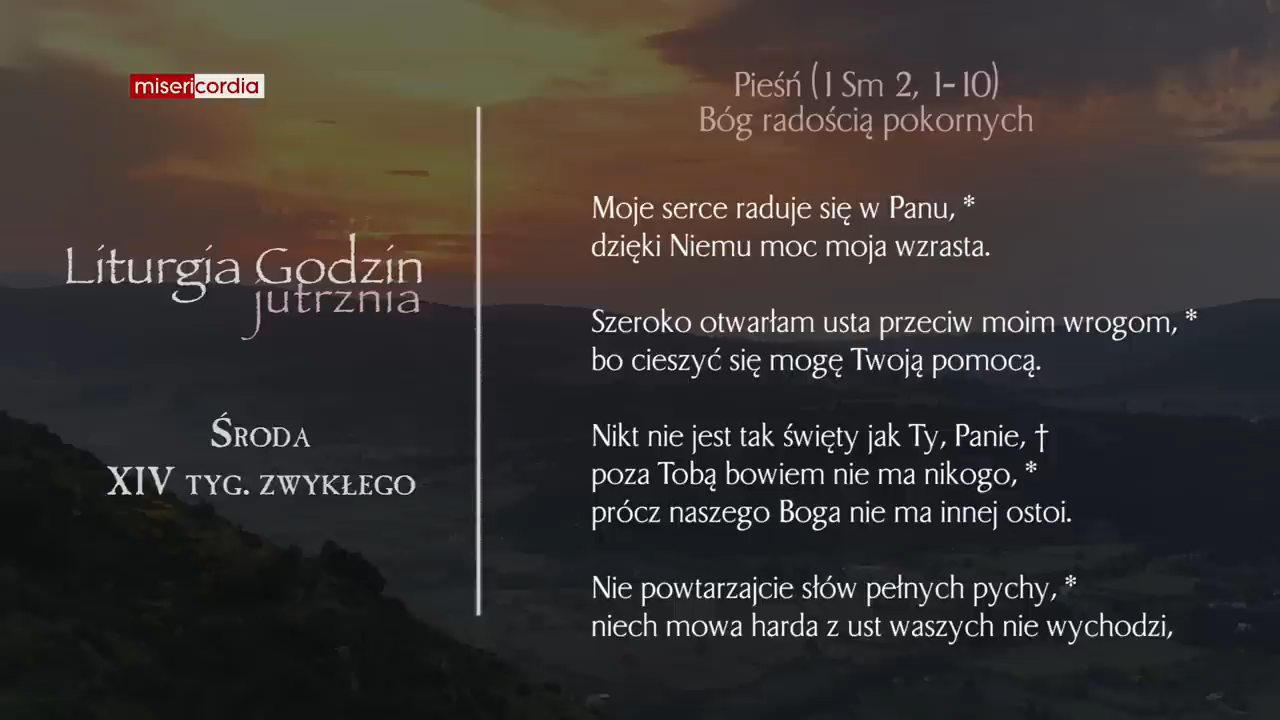 misericordia
Liturgia Godzin
jutrznia
Środa
XIV tyg. zwykłego
Pieśń (1 Sm 2, 1-10)
Bóg radością pokornych
Moje serce raduje się w Panu, *
dzięki Niemu moc moja wzrasta.
Szeroko otwarłam usta przeciw moim wrogom, *
bo cieszyć się mogę Twoją pomocą.
Nikt nie jest tak święty jak Ty, Panie, †
poza Tobą bowiem nie ma nikogo, *
prócz naszego Boga nie ma innej ostoi.
Nie powtarzajcie słów pełnych pychy, *
niech mowa harda z ust waszych nie wychodzi,